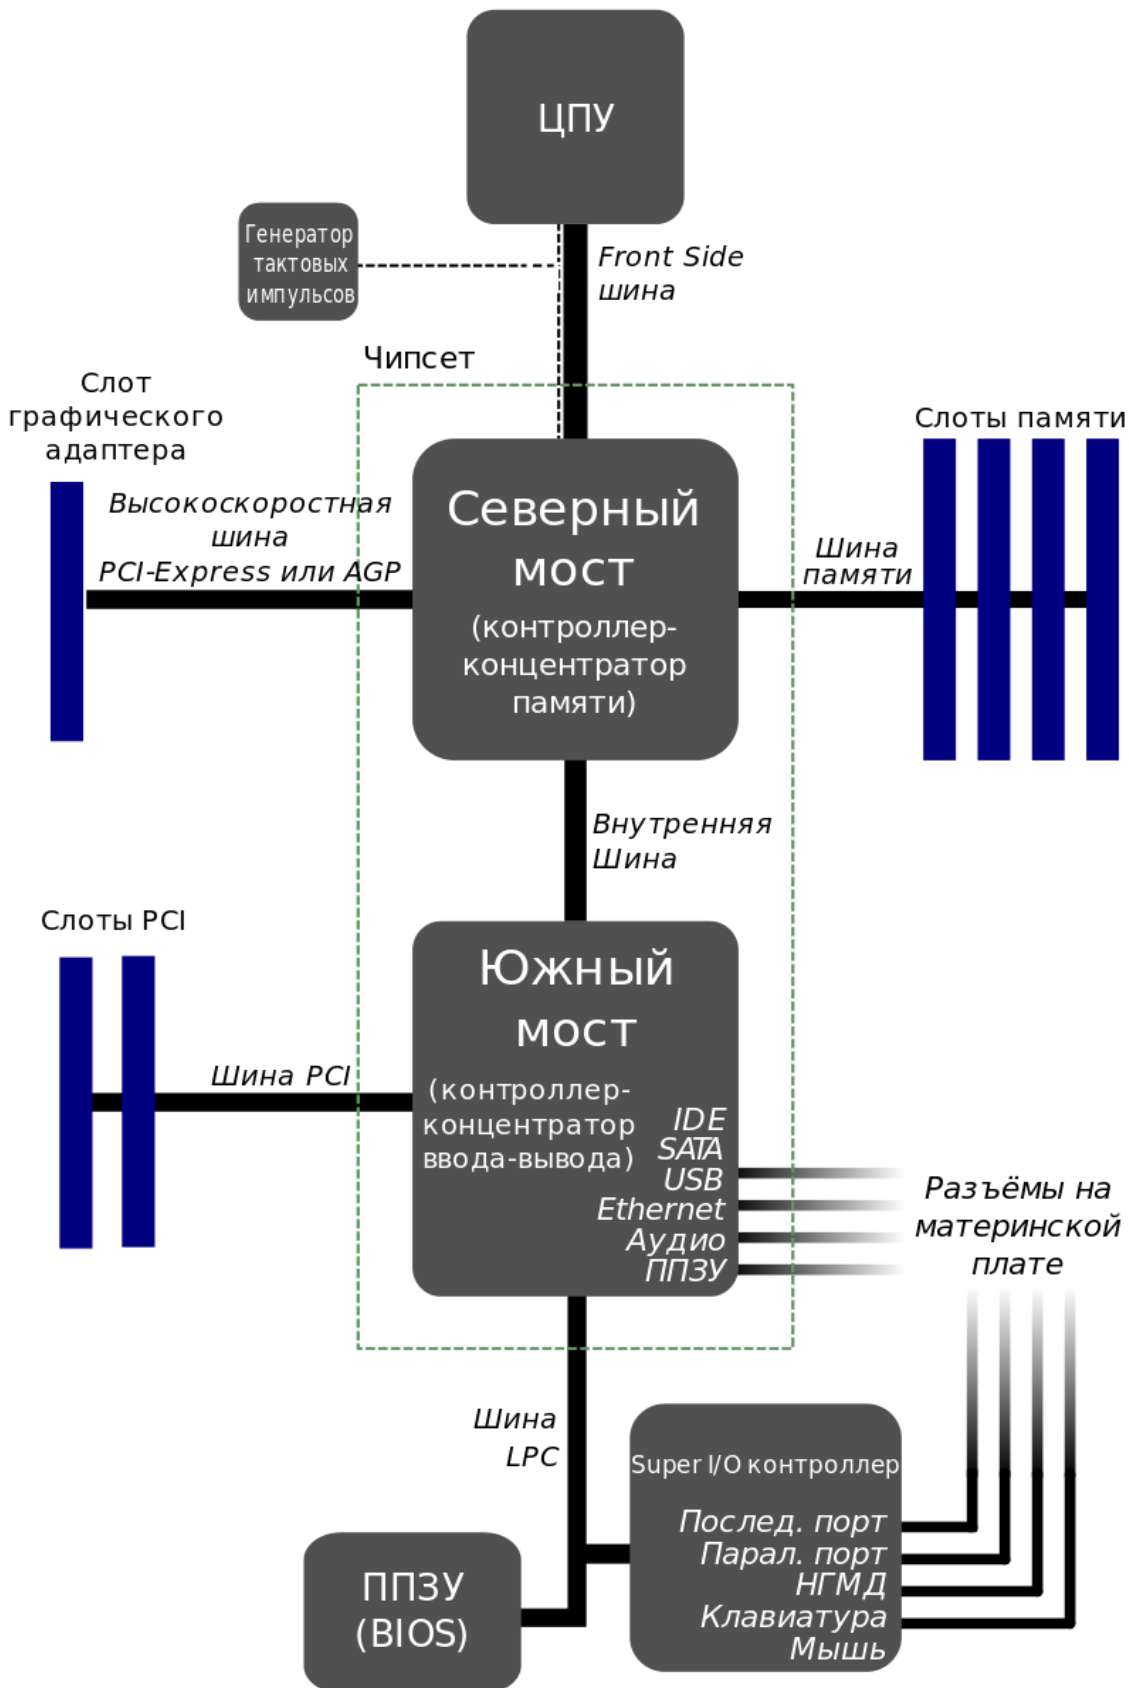 ЦПУ
Генератор
тактовых
импульсов
Front Side
шина
Чипсет
Слот
графического
адаптера
Слоты памяти
Высокоскоростная
шина
PCI-Express или AGP
Северный
мост
(контроллер-
концентратор
памяти)
Шина
памяти
Внутренняя
Шина
Слоты PCI
Южный
мост
Шина PCI
(контроллер-
концентратор
ввода-вывода)
IDE
SATA
USB
Ethernet
Аудио
ППЗУ
Разъёмы на
материнской
плате
Шина
LPC
Super I/O контроллер
Послед. порт
Парал. порт
НГМД
Клавиатура
Мышь
ППЗУ
(BIOS)